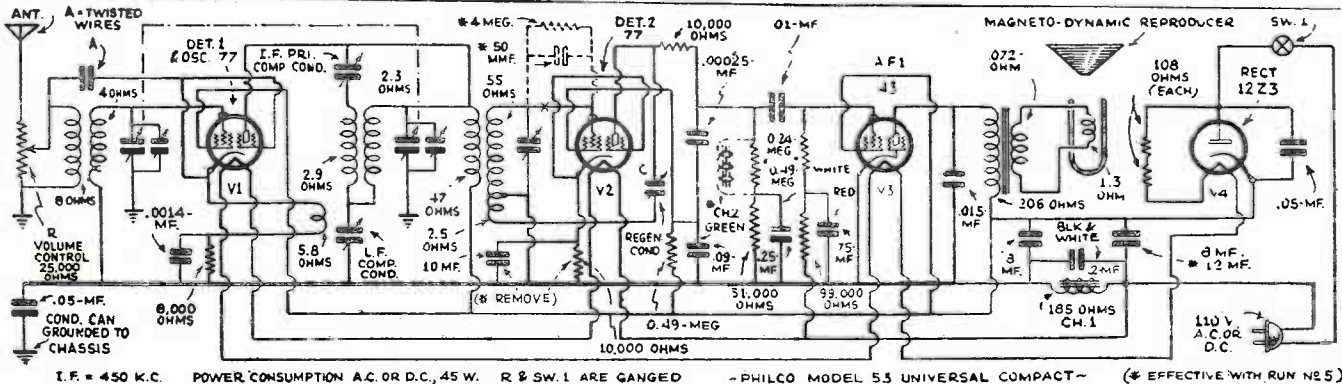 ANT.
A = TWISTED
WIRES
A
DET. 1
& OSC. 77
I.F. PRI.
COMP COND.
2.3
OHMS
* 4 MEG.
* 50
MMF.
55
OHMS
DET. 2
77
10,000
OHMS
.00025-
MF
.01-MF.
AF1
43
MAGNETO-DYNAMIC REPRODUCER
SW. 1
.072-
OHM
108
OHMS
(EACH)
RECT
12Z3
4 OHMS
8 OHMS
V1
2.9
OHMS
V2
C
0.24
MEG
0.49-
MEG
WHITE
RED
V3
206 OHMS
1.3
OHM
V4
.05-MF.
.0014-
MF.
R
VOLUME
CONTROL
25,000
OHMS
5.8
OHMS
I.F.
COMP.
COND.
47
OHMS
2.5
OHMS
10 MF.
REGEN.
COND
* CH.2
GREEN
.09-
MF
.25-
MF
.75-
MF.
.015-
MF
BLK &
WHITE
8
MF.
.2-MF
8 MF.
* 12 MF.
.05-MF.
COND. CAN
GROUNDED TO
CHASSIS
8,000
OHMS
(* REMOVE)
0.49-MEG
51,000
OHMS
99,000
OHMS
185 OHMS
CH. 1
110 V.
A.C. OR
D.C.
10,000 OHMS
I.F. = 450 K.C. POWER CONSUMPTION A.C. OR D.C., 45 W. R & SW. 1 ARE GANGED -PHILCO MODEL 53 UNIVERSAL COMPACT- (* EFFECTIVE WITH RUN Nº 5)